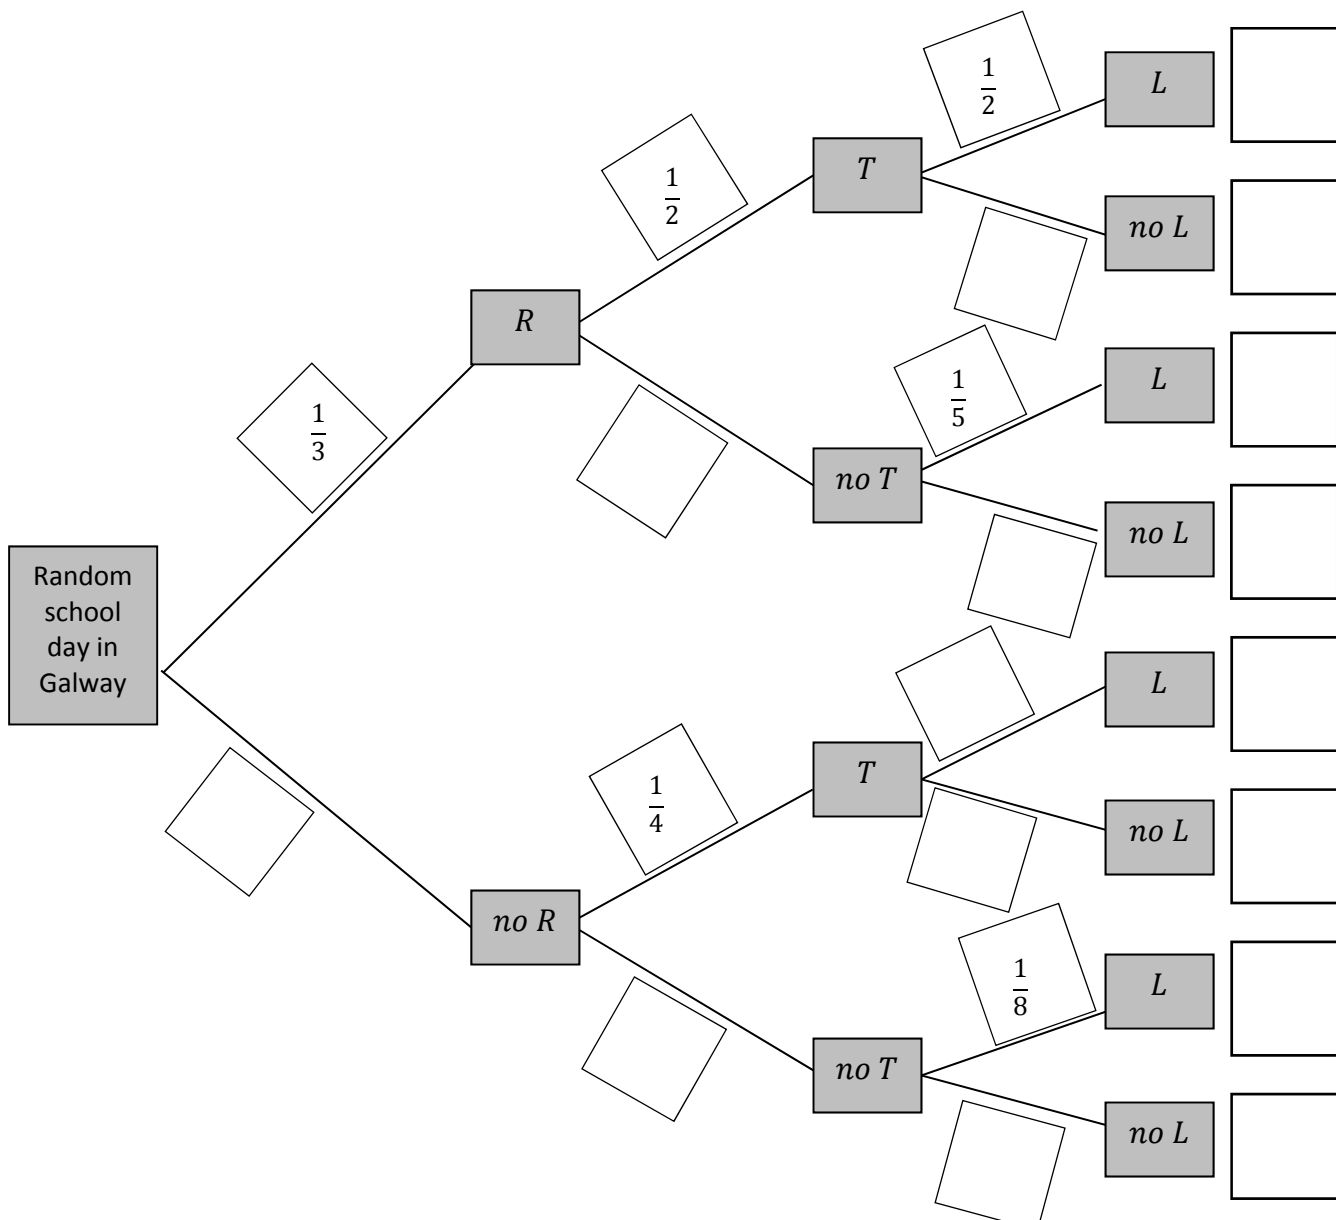 1/2
L
1/2
T
no L
R
1/3
1/5
L
no T
no L
Random
school
day in
Galway
L
1/4
T
no L
no R
1/8
L
no T
no L